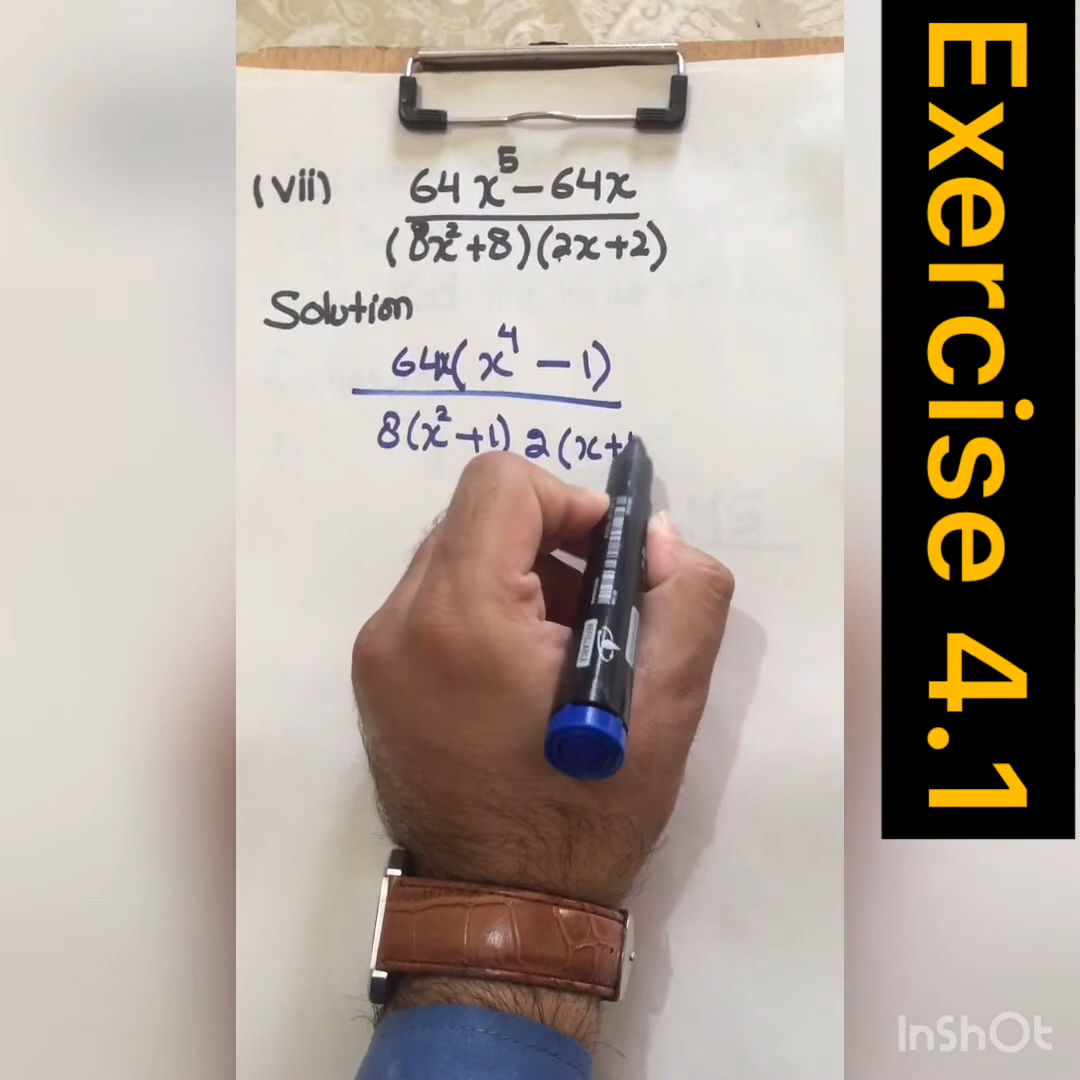 (vii) 64x⁵ - 64x
(8x² + 8)(2x + 2)
Solution
64x(x⁴ - 1)
8(x² + 1) 2(x +
Exercise 4.1
InShOt